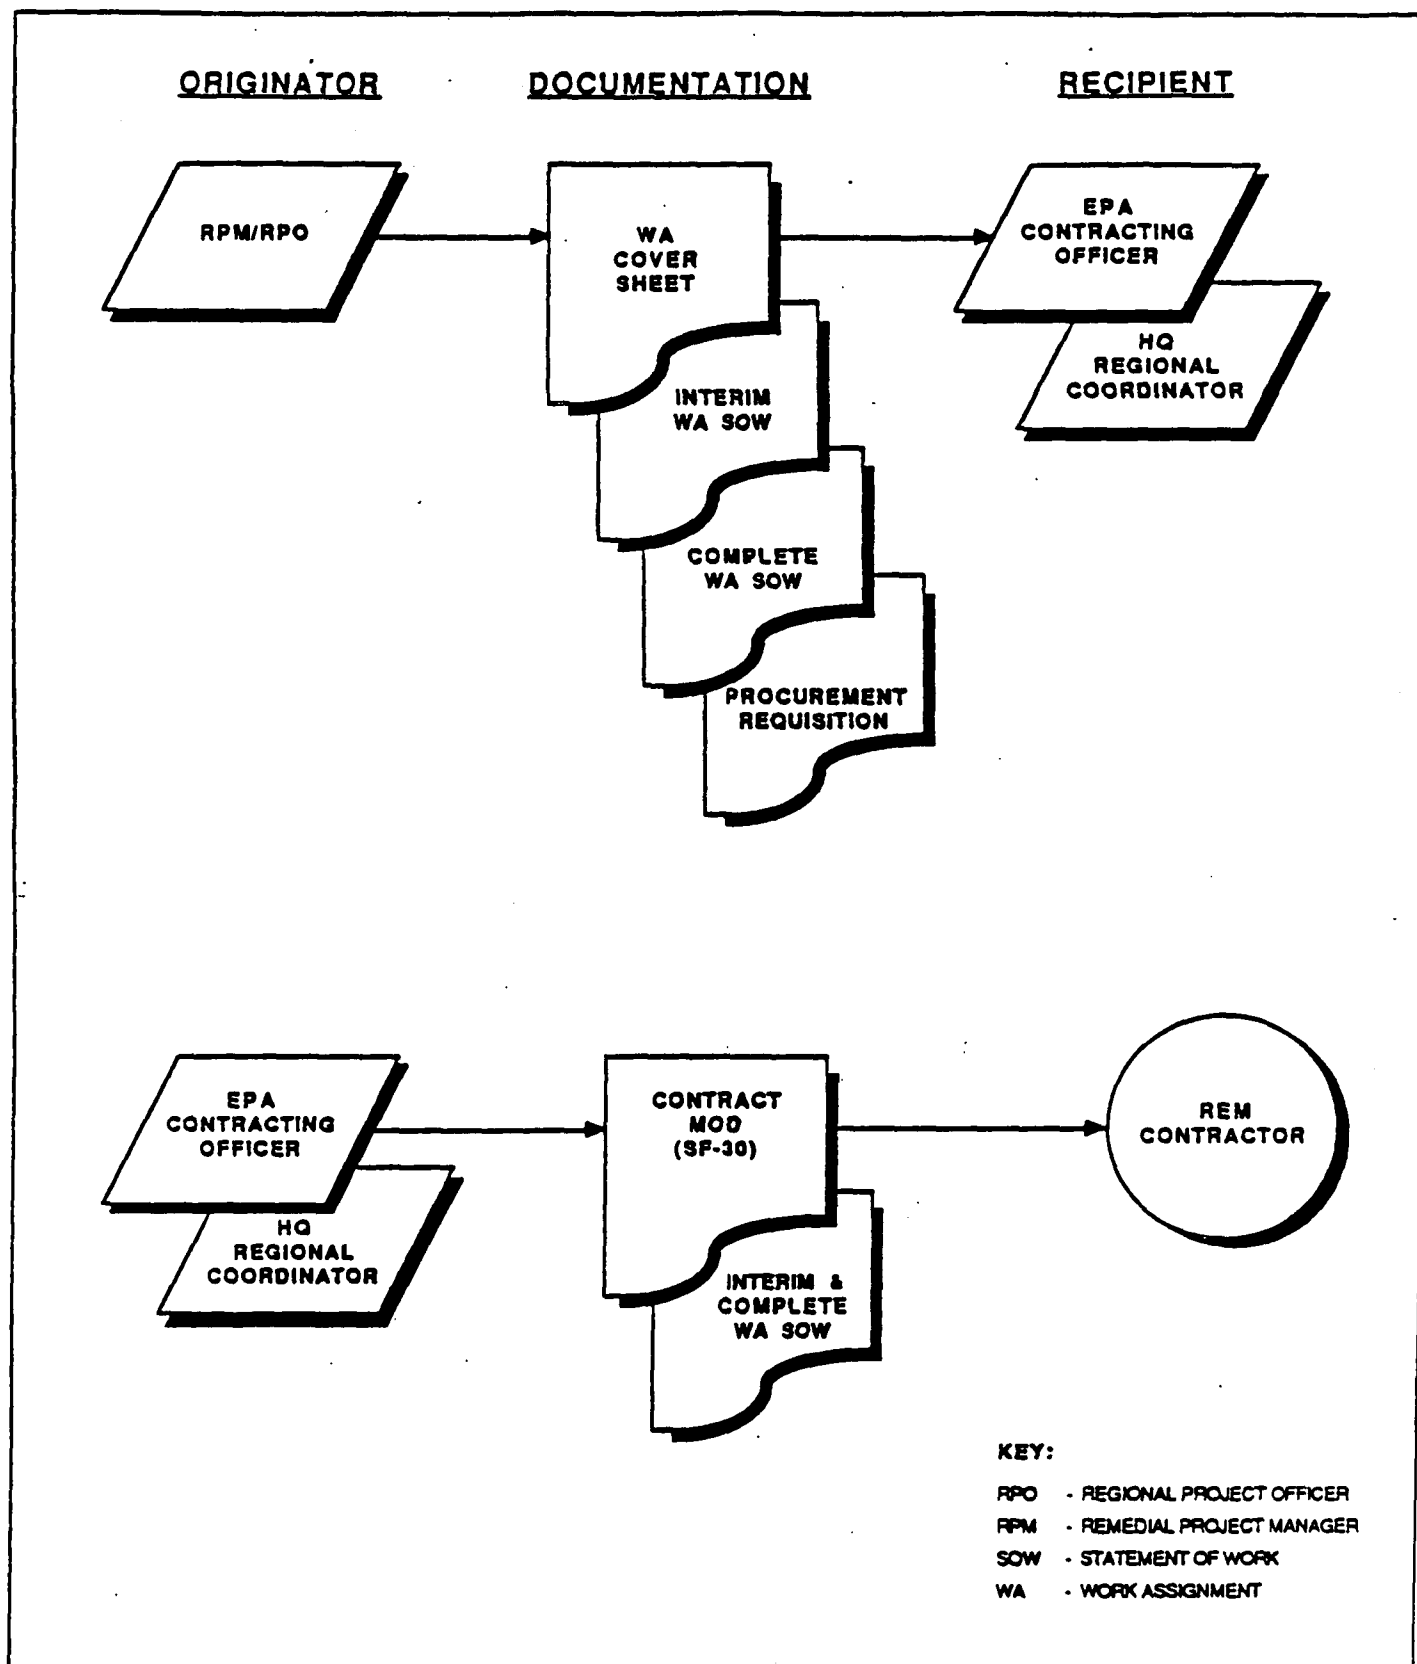 ORIGINATOR
DOCUMENTATION
RECIPIENT
RPM/RPO
WA
COVER
SHEET
EPA
CONTRACTING
OFFICER
HQ
REGIONAL
COORDINATOR
INTERIM
WA SOW
COMPLETE
WA SOW
PROCUREMENT
REQUISITION
EPA
CONTRACTING
OFFICER
HQ
REGIONAL
COORDINATOR
CONTRACT
MOD
(SF-30)
INTERIM &
COMPLETE
WA SOW
REM
CONTRACTOR
KEY:
RPO - REGIONAL PROJECT OFFICER
RPM - REMEDIAL PROJECT MANAGER
SOW - STATEMENT OF WORK
WA - WORK ASSIGNMENT